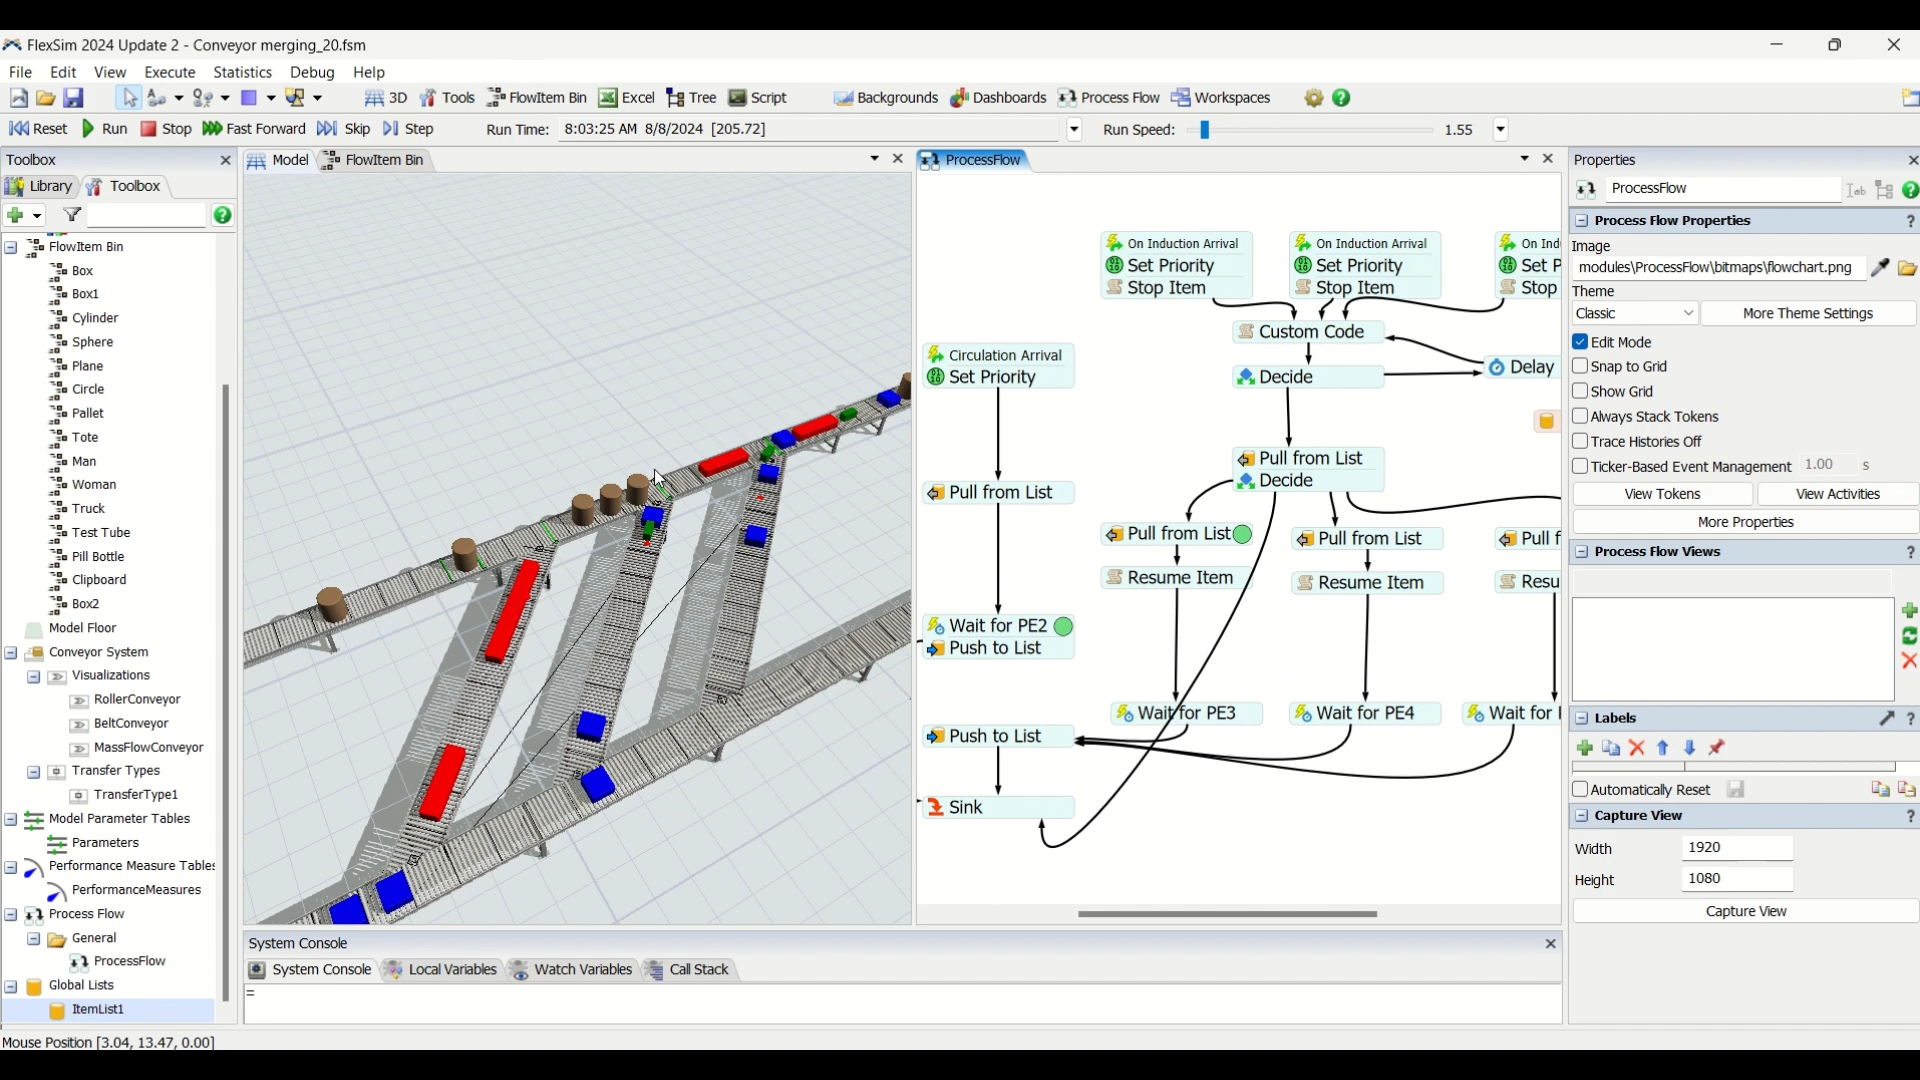 FlexSim 2024 Update 2 - Conveyor merging_20.fsm
File Edit View Execute Statistics Debug Help
3D Tools FlowItem Bin Excel Tree Script Backgrounds Dashboards Process Flow Workspaces
Reset Run Stop Fast Forward Skip Step Run Time: 8:03:25 AM 8/8/2024 [205.72] Run Speed: 1.55
Toolbox
Library Toolbox
FlowItem Bin
Box
Box1
Cylinder
Sphere
Plane
Circle
Pallet
Tote
Man
Woman
Truck
Test Tube
Pill Bottle
Clipboard
Box2
Model Floor
Conveyor System
Visualizations
RollerConveyor
BeltConveyor
MassFlowConveyor
Transfer Types
TransferType1
Model Parameter Tables
Parameters
Performance Measure Tables
PerformanceMeasures
Process Flow
General
ProcessFlow
Global Lists
ItemList1
Model FlowItem Bin
ProcessFlow
On Induction Arrival
Set Priority
Stop Item
On Induction Arrival
Set Priority
Stop Item
On Ind
Set P
Stop
Custom Code
Circulation Arrival
Set Priority
Decide
Delay
Pull from List
Decide
Pull from List
Pull from List
Pull from List
Pull f
Resume Item
Resume Item
Resu
Wait for PE2
Push to List
Wait for PE3
Wait for PE4
Wait for
Push to List
Sink
System Console
System Console Local Variables Watch Variables Call Stack
=
Properties
ProcessFlow
Process Flow Properties ?
Image
modules\ProcessFlow\bitmaps\flowchart.png
Theme
Classic More Theme Settings
Edit Mode
Snap to Grid
Show Grid
Always Stack Tokens
Trace Histories Off
Ticker-Based Event Management 1.00 s
View Tokens View Activities
More Properties
Process Flow Views ?
Labels ?
Automatically Reset
Capture View ?
Width 1920
Height 1080
Capture View
Mouse Position [3.04, 13.47, 0.00]